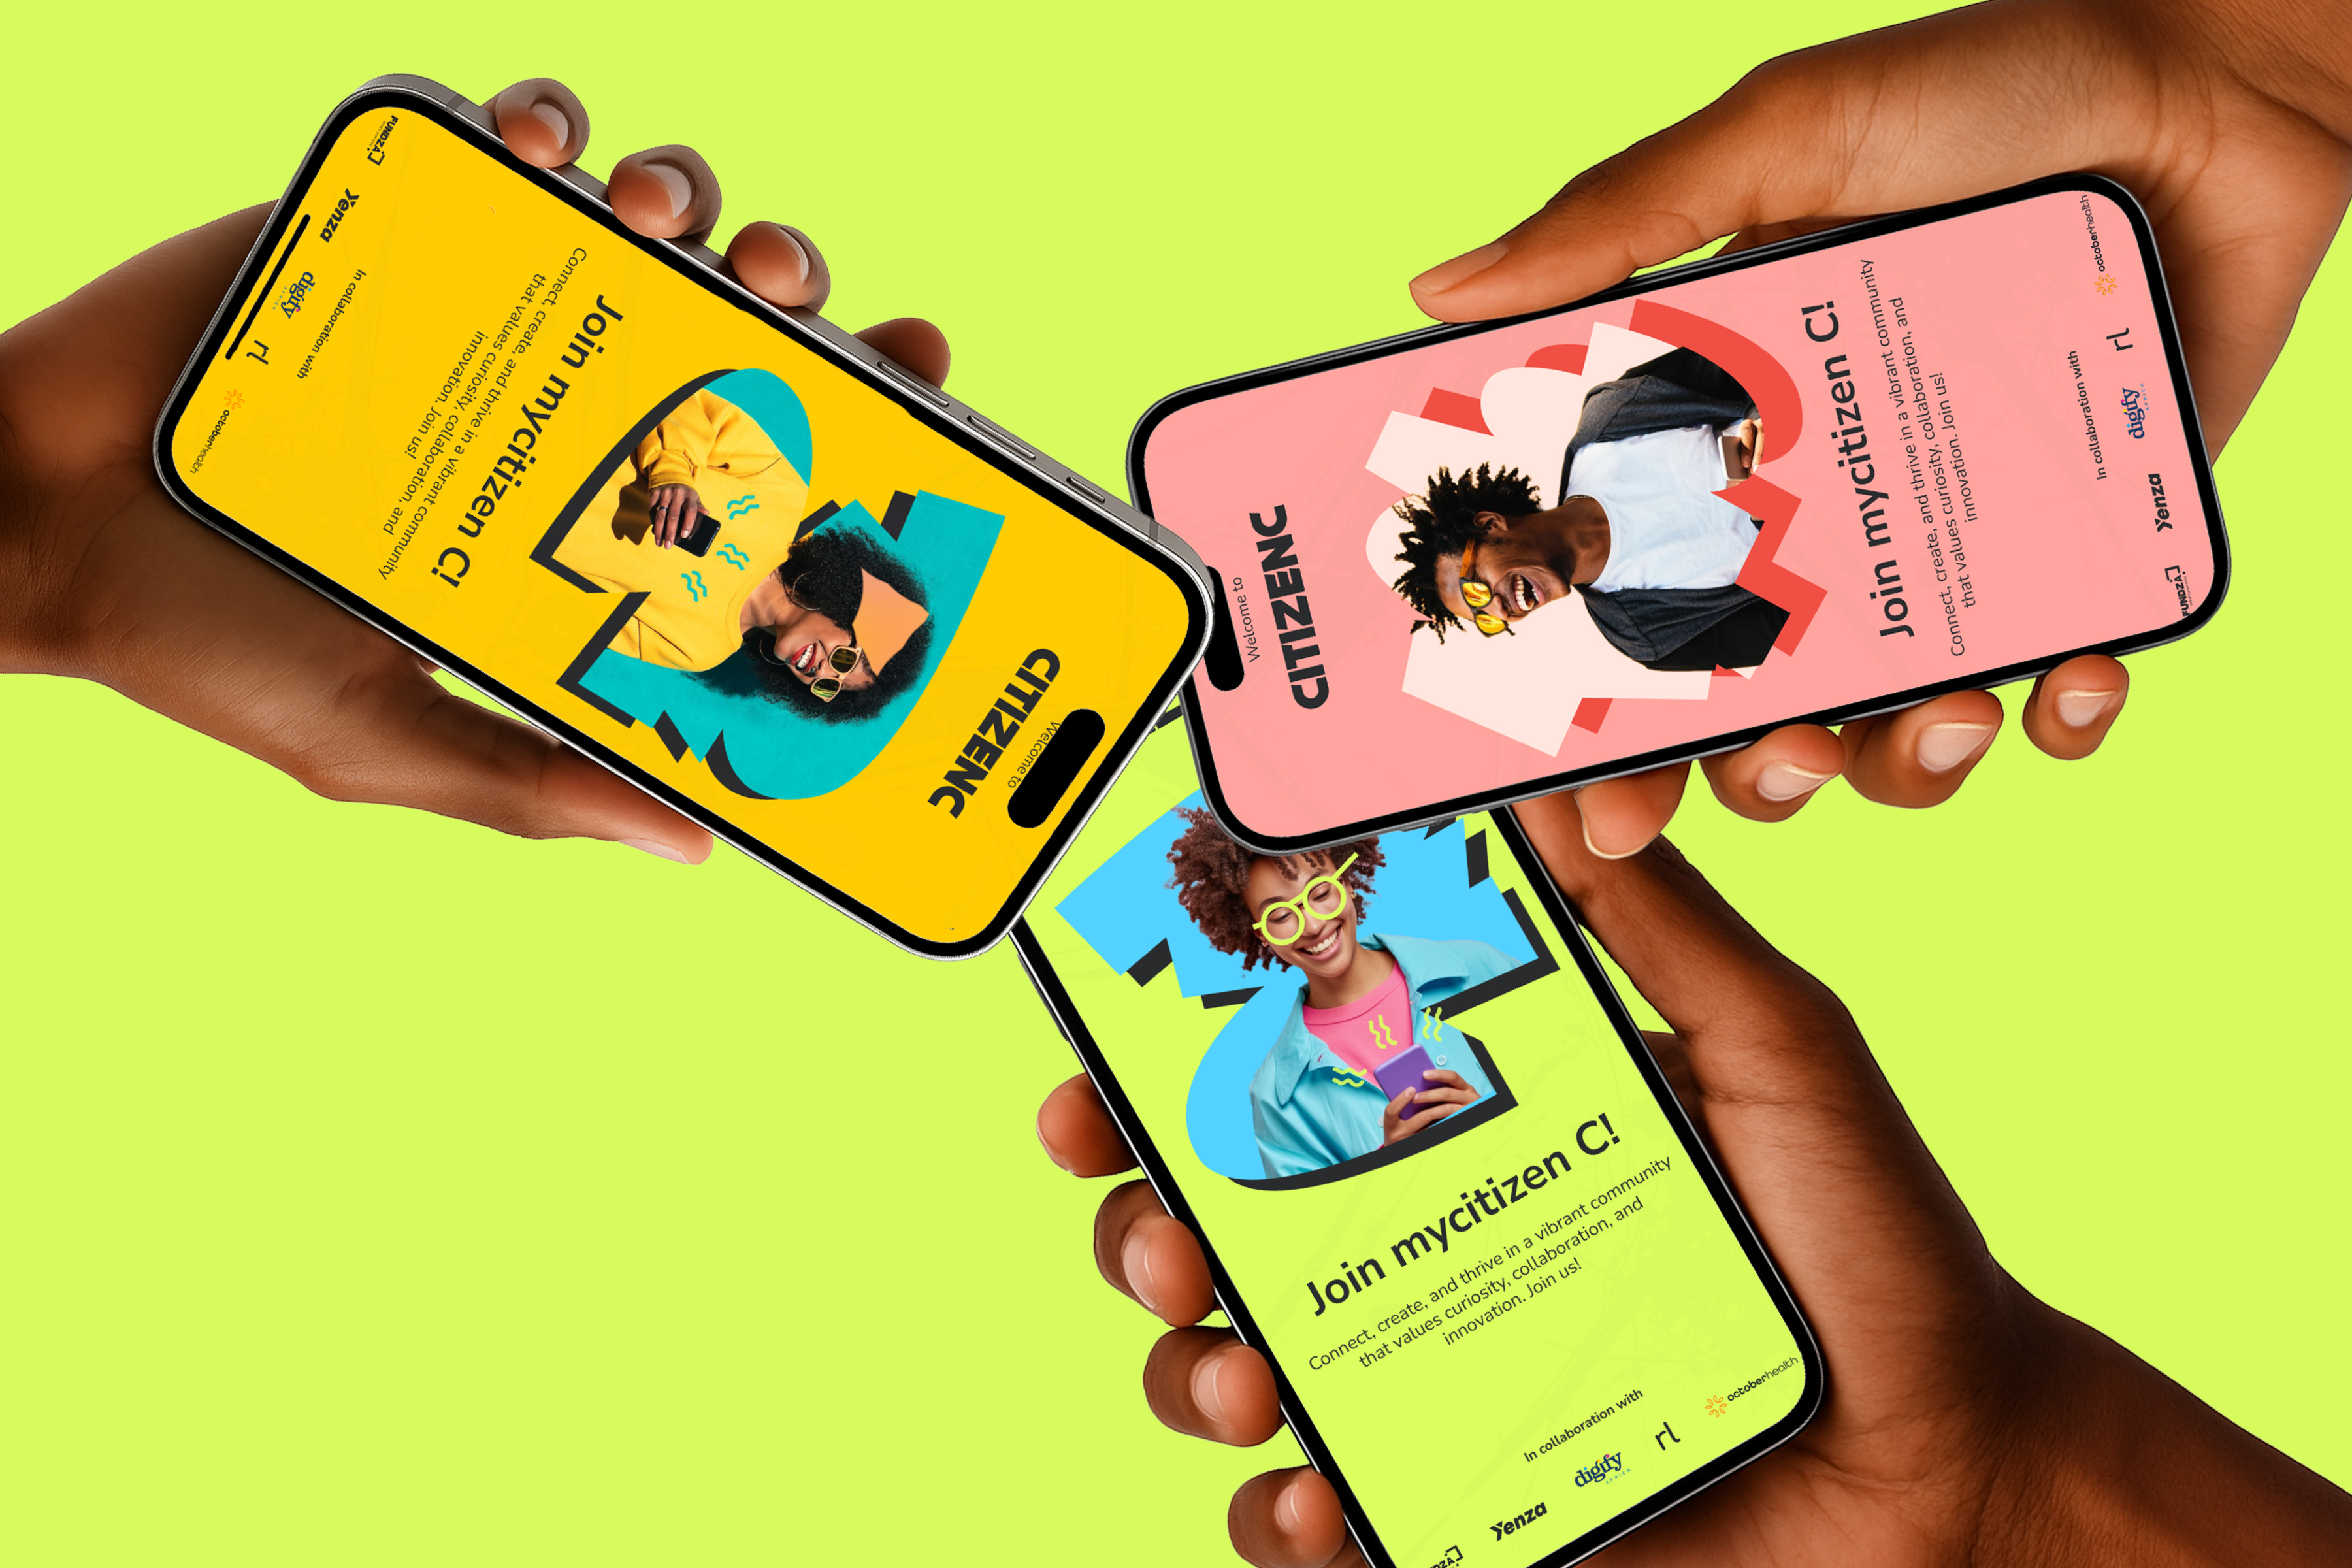 Welcome to
CITIZENC
Join mycitizen C!
Connect, create, and thrive in a vibrant community
that values curiosity, collaboration, and
innovation. Join us!
In collaboration with
FUNDZA
Yenza
digify
AFRICA
rl
octoberhealth
Welcome to
CITIZENC
Join mycitizen C!
Connect, create, and thrive in a vibrant community
that values curiosity, collaboration, and
innovation. Join us!
In collaboration with
FUNDZA
Yenza
digify
AFRICA
rl
octoberhealth
Join mycitizen C!
Connect, create, and thrive in a vibrant community
that values curiosity, collaboration, and
innovation. Join us!
In collaboration with
Yenza
digify
AFRICA
rl
octoberhealth